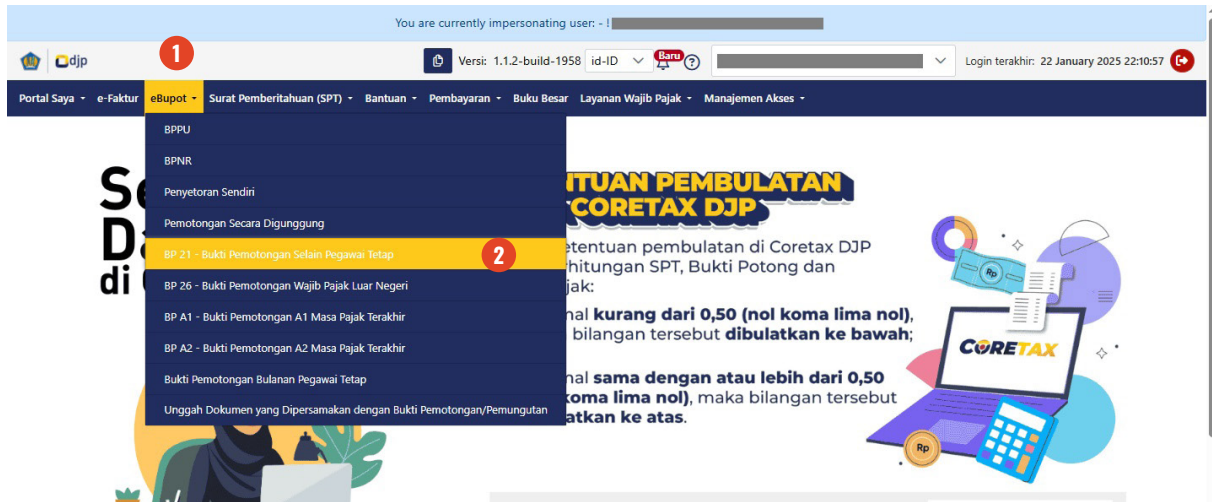 You are currently impersonating user: - !
1
djp
Versi: 1.1.2-build-1958
id-ID
Baru
?
Login terakhir: 22 January 2025 22:10:57
Portal Saya
e-Faktur
eBupot
Surat Pemberitahuan (SPT)
Bantuan
Pembayaran
Buku Besar
Layanan Wajib Pajak
Manajemen Akses
BPPU
BPNR
Penyetoran Sendiri
Pemotongan Secara Digunggung
BP 21 - Bukti Pemotongan Selain Pegawai Tetap
2
BP 26 - Bukti Pemotongan Wajib Pajak Luar Negeri
BP A1 - Bukti Pemotongan A1 Masa Pajak Terakhir
BP A2 - Bukti Pemotongan A2 Masa Pajak Terakhir
Bukti Pemotongan Bulanan Pegawai Tetap
Unggah Dokumen yang Dipersamakan dengan Bukti Pemotongan/Pemungutan
Se
D
di
TUAN PEMBULATAN
CORETAX DJP
etentuan pembulatan di Coretax DJP
hitungan SPT, Bukti Potong dan
jak:
nal kurang dari 0,50 (nol koma lima nol),
bilangan tersebut dibulatkan ke bawah;
nal sama dengan atau lebih dari 0,50
koma lima nol), maka bilangan tersebut
atkan ke atas.
Rp
CORETAX
Rp